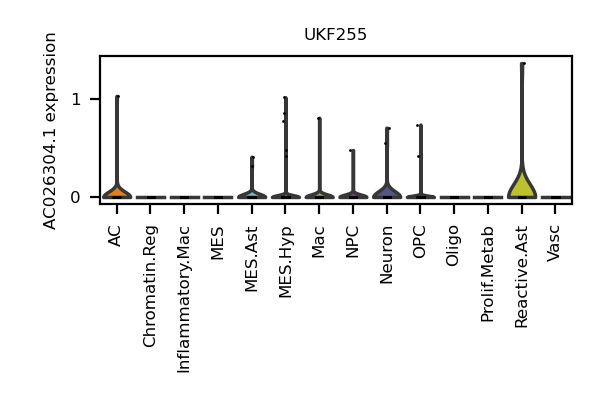 UKF255
AC026304.1 expression
1
0
AC
Chromatin.Reg
Inflammatory.Mac
MES
MES.Ast
MES.Hyp
Mac
NPC
Neuron
OPC
Oligo
Prolif.Metab
Reactive.Ast
Vasc